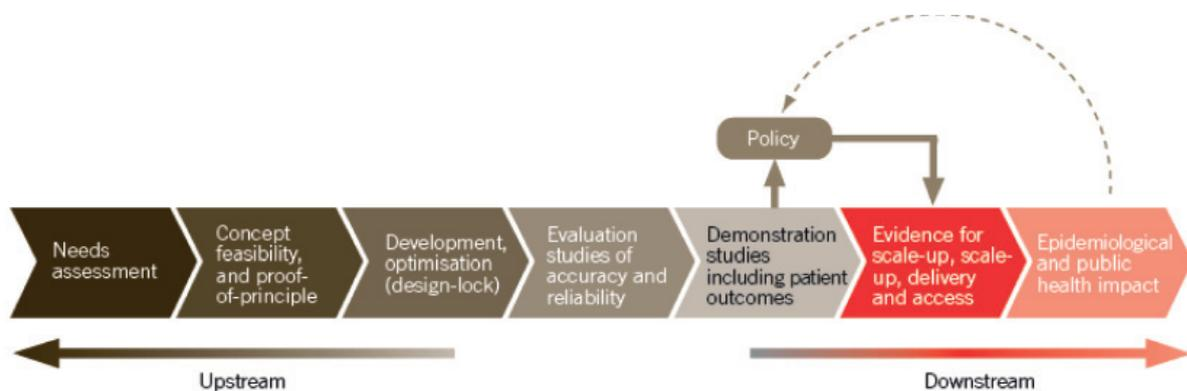 Policy
Needs
assessment
Concept
feasibility,
and proof-
of-principle
Development,
optimisation
(design-lock)
Evaluation
studies of
accuracy and
reliability
Demonstration
studies
including patient
outcomes
Evidence for
scale-up, scale-
up, delivery
and access
Epidemiological
and public
health impact
Upstream
Downstream